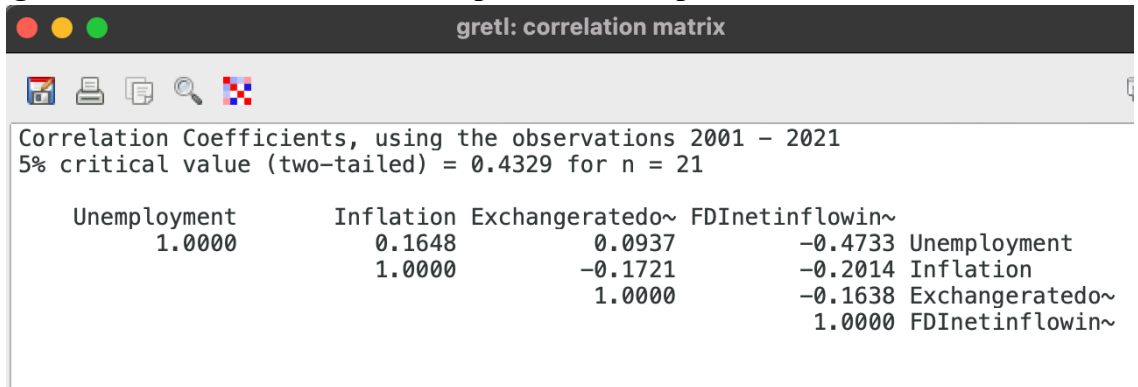 gretl: correlation matrix
Correlation Coefficients, using the observations 2001 – 2021
5% critical value (two-tailed) = 0.4329 for n = 21
Unemployment Inflation Exchangeratedo~ FDInetinflowin~
1.0000 0.1648 0.0937 −0.4733 Unemployment
1.0000 −0.1721 −0.2014 Inflation
1.0000 −0.1638 Exchangeratedo~
1.0000 FDInetinflowin~